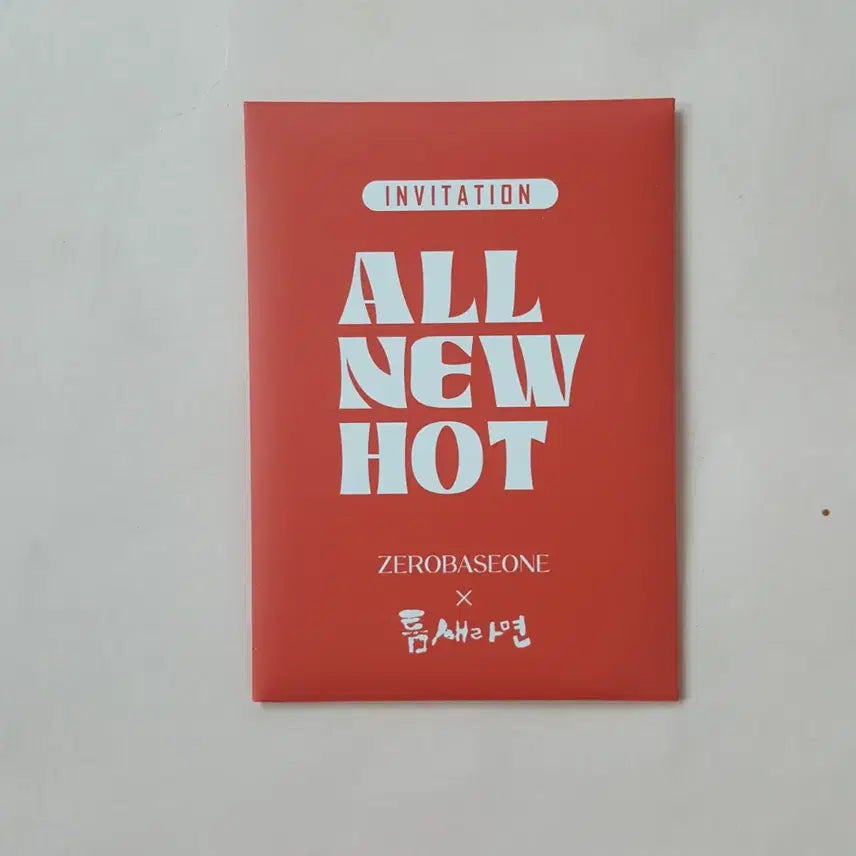 INVITATION
ALL
NEW
HOT
ZEROBASEONE
×
틈새라면